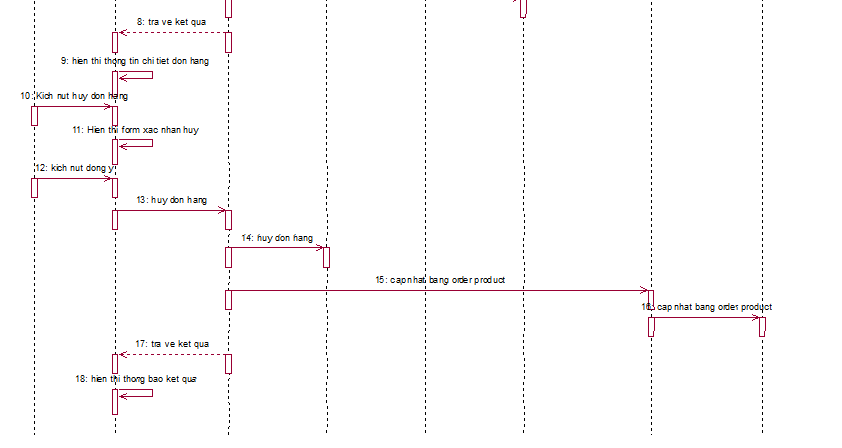 8: tra ve ket qua
9: hien thi thong tin chi tiet don hang
10: Kich nut huy don hang
11: Hien thi form xac nhan huy
12: kich nut dong y
13: huy don hang
14: huy don hang
15: cap nhat bang order product
16: cap nhat bang order product
17: tra ve ket qua
18: hien thi thong bao ket qua